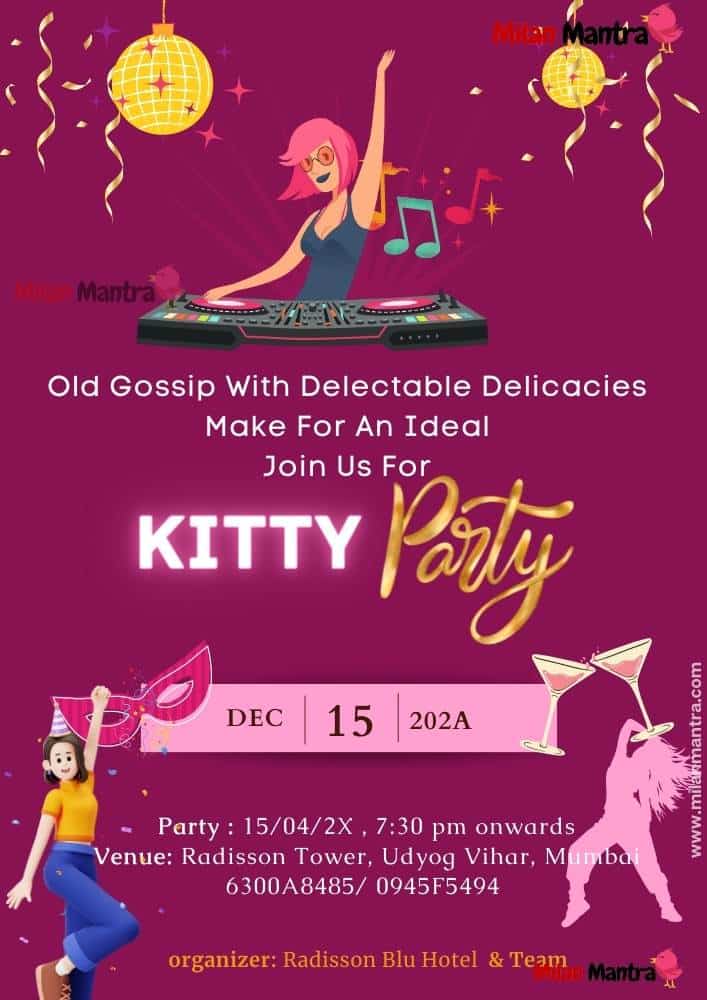 Milan Mantra
Milan Mantra
Old Gossip With Delectable Delicacies
Make For An Ideal
Join Us For
KITTY Party
DEC 15 202A
www.milanmantra.com
Party : 15/04/2X , 7:30 pm onwards
Venue: Radisson Tower, Udyog Vihar, Mumbai
6300A8485/ 0945F5494
organizer: Radisson Blu Hotel & Team
Milan Mantra